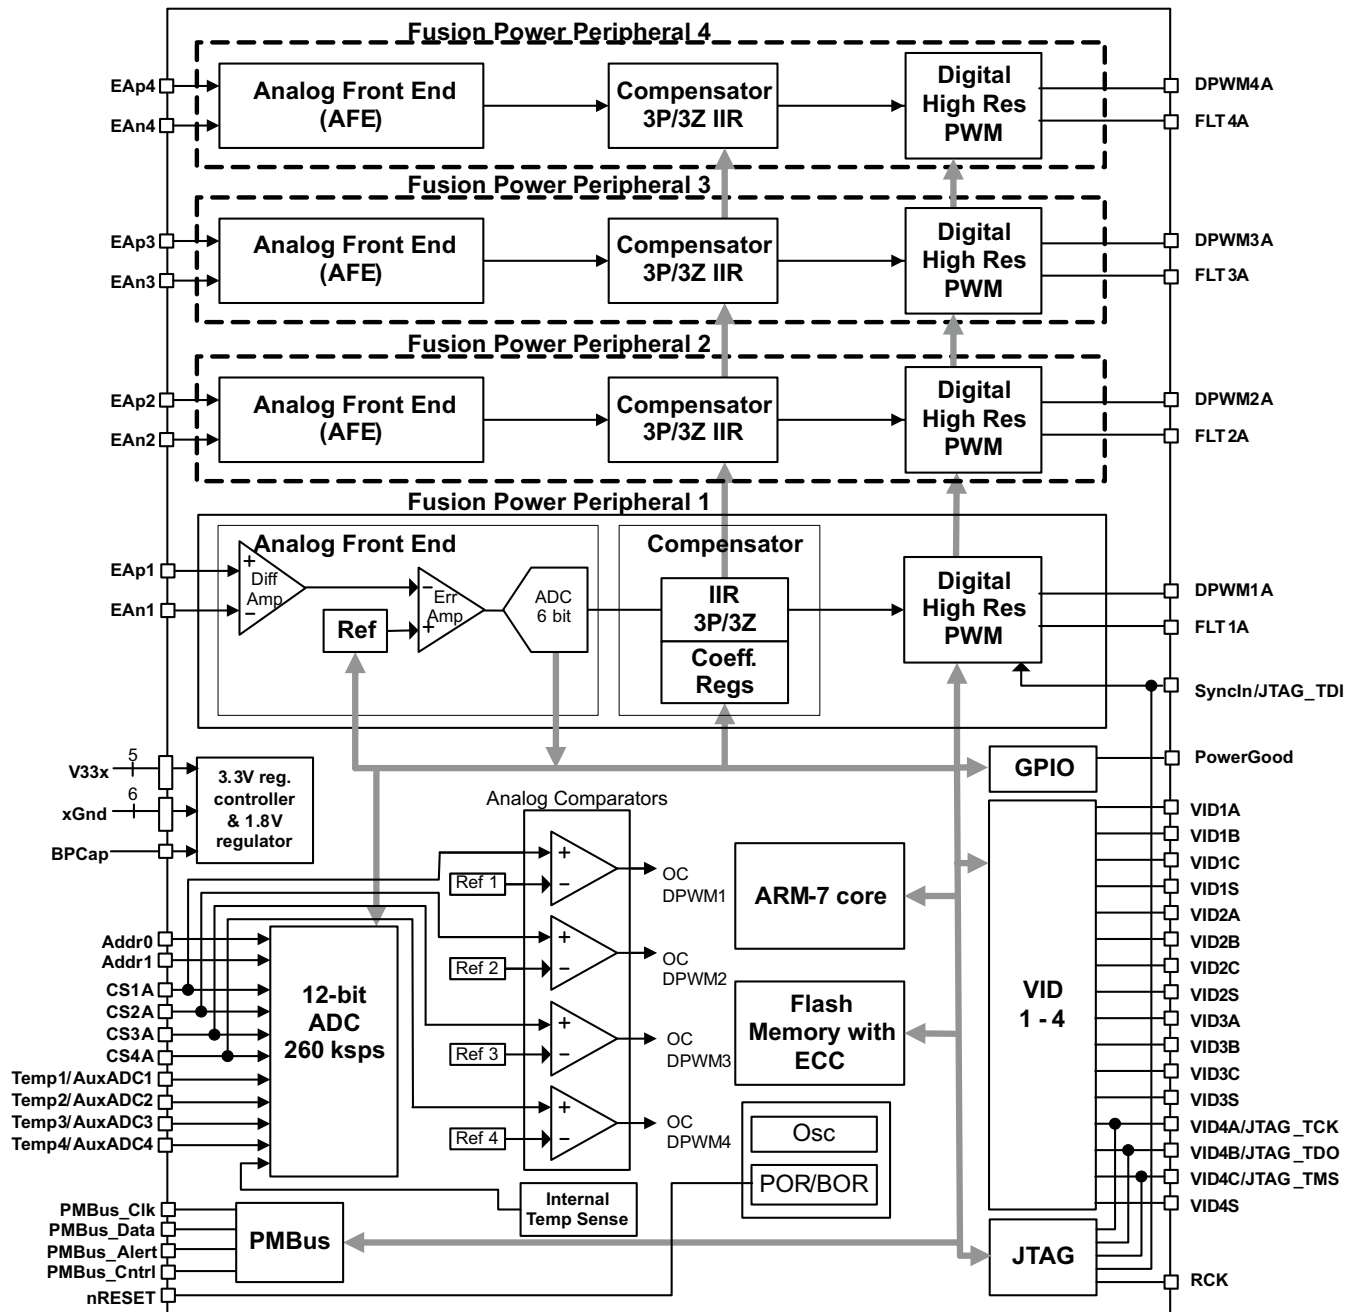 Fusion Power Peripheral 4
EAp4
EAn4
Analog Front End
(AFE)
Compensator
3P/3Z IIR
Digital
High Res
PWM
DPWM4A
FLT4A
Fusion Power Peripheral 3
EAp3
EAn3
Analog Front End
(AFE)
Compensator
3P/3Z IIR
Digital
High Res
PWM
DPWM3A
FLT3A
Fusion Power Peripheral 2
EAp2
EAn2
Analog Front End
(AFE)
Compensator
3P/3Z IIR
Digital
High Res
PWM
DPWM2A
FLT2A
Fusion Power Peripheral 1
EAp1
EAn1
Analog Front End
+
Diff
Amp
−
Ref
−
Err
Amp
+
ADC
6 bit
Compensator
IIR
3P/3Z
Coeff.
Regs
Digital
High Res
PWM
DPWM1A
FLT1A
SyncIn/JTAG_TDI
V33x
5
xGnd
6
BPCap
3.3V reg.
controller
& 1.8V
regulator
GPIO
PowerGood
Analog Comparators
+
−
Ref 1
OC
DPWM1
+
−
Ref 2
OC
DPWM2
+
−
Ref 3
OC
DPWM3
+
−
Ref 4
OC
DPWM4
Addr0
Addr1
CS1A
CS2A
CS3A
CS4A
Temp1/AuxADC1
Temp2/AuxADC2
Temp3/AuxADC3
Temp4/AuxADC4
12-bit
ADC
260 ksps
Internal
Temp Sense
ARM-7 core
Flash
Memory with
ECC
Osc
POR/BOR
VID
1 - 4
VID1A
VID1B
VID1C
VID1S
VID2A
VID2B
VID2C
VID2S
VID3A
VID3B
VID3C
VID3S
VID4A/JTAG_TCK
VID4B/JTAG_TDO
VID4C/JTAG_TMS
VID4S
PMBus_Clk
PMBus_Data
PMBus_Alert
PMBus_Cntrl
nRESET
PMBus
JTAG
RCK